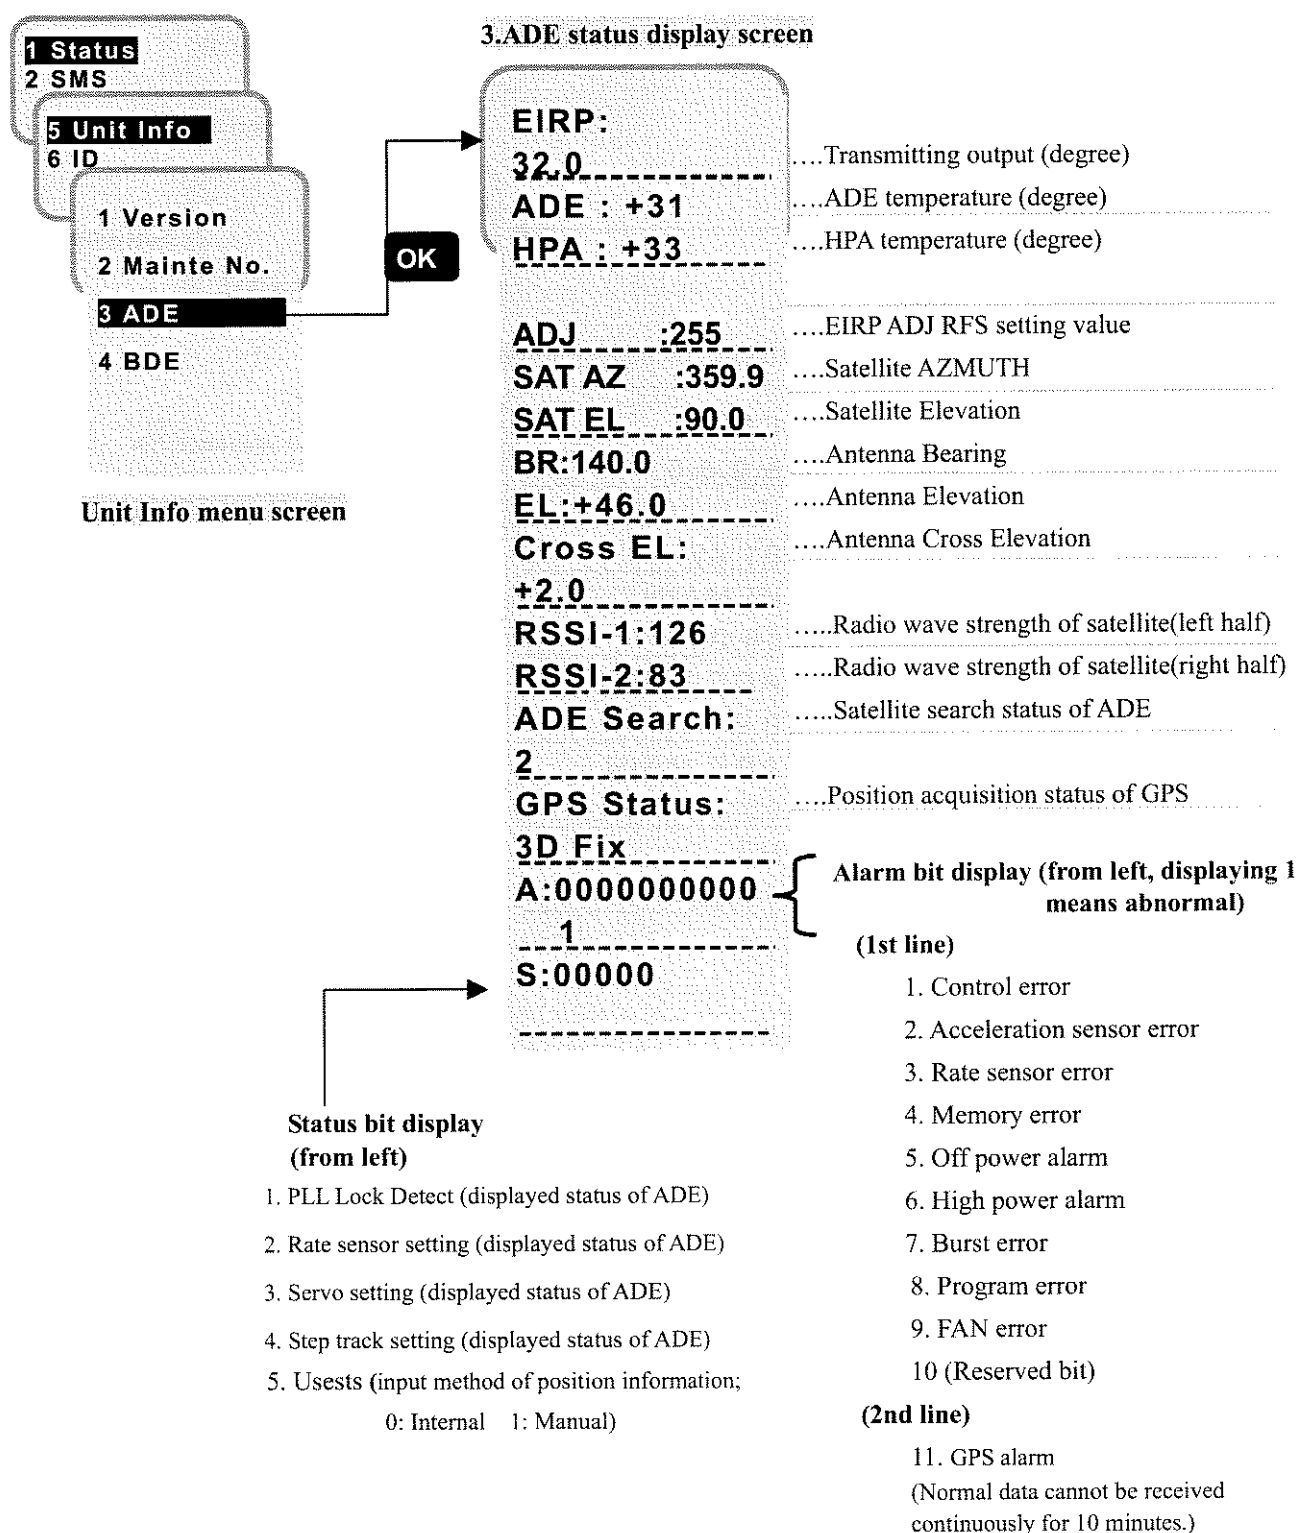 3.ADE status display screen
1 Status
2 SMS
5 Unit Info
6 ID
1 Version
2 Mainte No.
3 ADE
4 BDE
OK
Unit Info menu screen
EIRP:
32.0 ....Transmitting output (degree)
ADE : +31 ....ADE temperature (degree)
HPA : +33 ....HPA temperature (degree)
ADJ :255 ....EIRP ADJ RFS setting value
SAT AZ :359.9 ....Satellite AZMUTH
SAT EL :90.0 ....Satellite Elevation
BR:140.0 ....Antenna Bearing
EL:+46.0 ....Antenna Elevation
Cross EL: ....Antenna Cross Elevation
+2.0
RSSI-1:126 .....Radio wave strength of satellite(left half)
RSSI-2:83 .....Radio wave strength of satellite(right half)
ADE Search: .....Satellite search status of ADE
2
GPS Status: ....Position acquisition status of GPS
3D Fix
A:0000000000
1
S:00000
Alarm bit display (from left, displaying 1
means abnormal)
(1st line)
1. Control error
2. Acceleration sensor error
3. Rate sensor error
4. Memory error
5. Off power alarm
6. High power alarm
7. Burst error
8. Program error
9. FAN error
10 (Reserved bit)
(2nd line)
11. GPS alarm
(Normal data cannot be received
continuously for 10 minutes.)
Status bit display
(from left)
1. PLL Lock Detect (displayed status of ADE)
2. Rate sensor setting (displayed status of ADE)
3. Servo setting (displayed status of ADE)
4. Step track setting (displayed status of ADE)
5. Usests (input method of position information;
0: Internal 1: Manual)